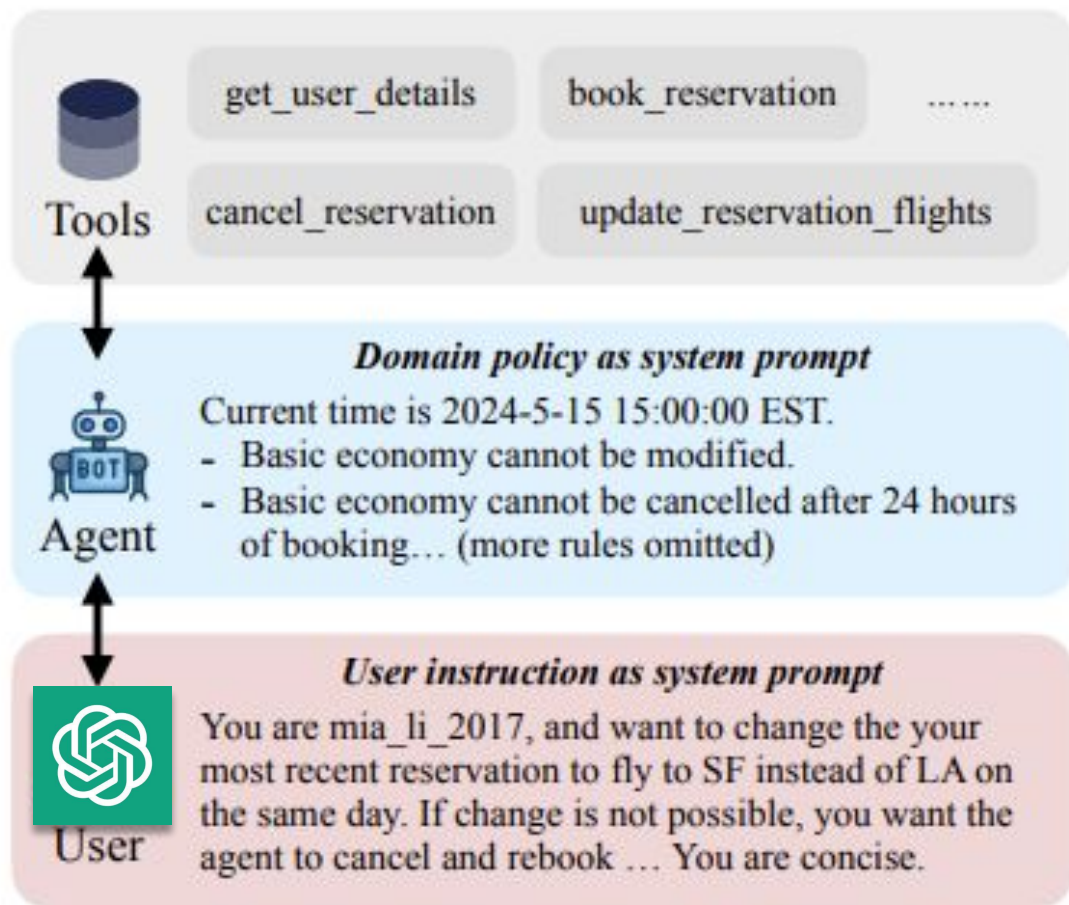 get_user_details
book_reservation
... ...
Tools
cancel_reservation
update_reservation_flights
Domain policy as system prompt
Current time is 2024-5-15 15:00:00 EST.
- Basic economy cannot be modified.
BOT
- Basic economy cannot be cancelled after 24 hours
Agent
of booking… (more rules omitted)
User instruction as system prompt
You are mia_li_2017, and want to change the your
most recent reservation to fly to SF instead of LA on
the same day. If change is not possible, you want the
User
agent to cancel and rebook … You are concise.